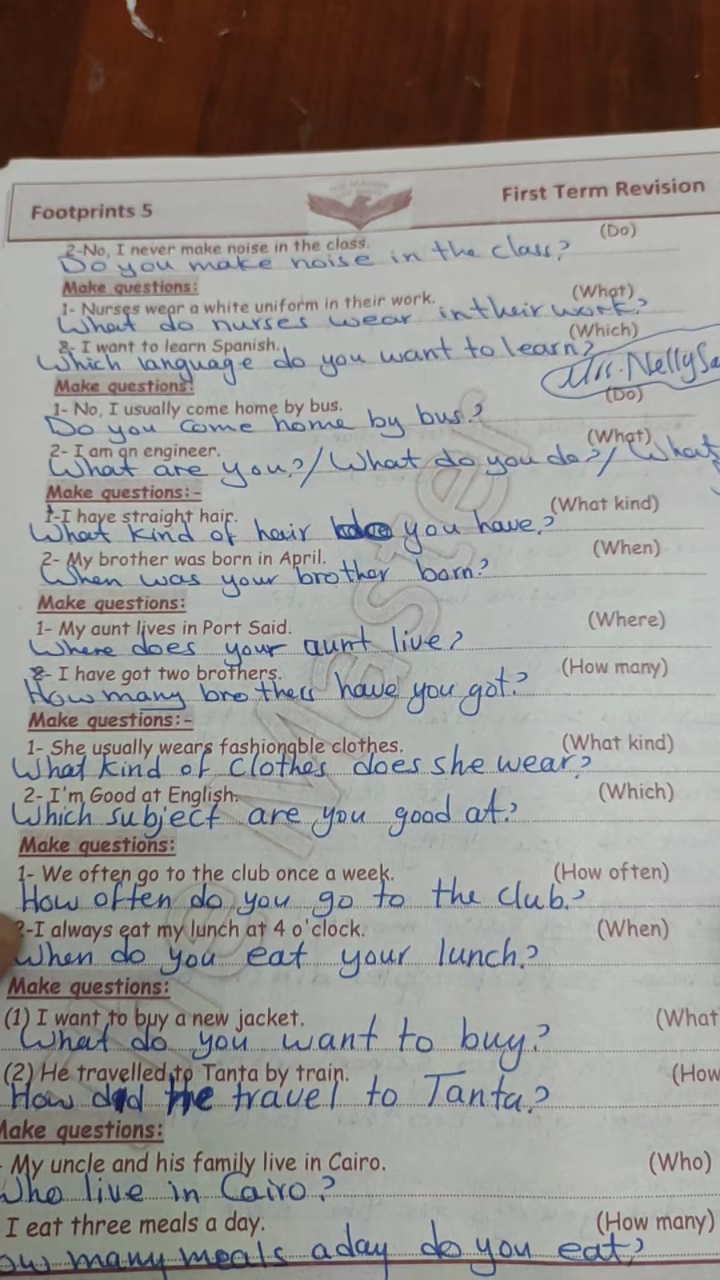 Footprints 5
First Term Revision
2-No, I never make noise in the class. (Do)
Do you make noise in the class?
Make questions:
1- Nurses wear a white uniform in their work. (What)
What do nurses wear in their work?
2- I want to learn Spanish. (Which)
Which language do you want to learn?
Mrs. Nelly Sa
Make questions:
1- No, I usually come home by bus. (Do)
Do you come home by bus?
2- I am an engineer. (What)
What are you?/ What do you do?/ What
Make questions:-
1-I have straight hair. (What kind)
What kind of hair do you have?
2- My brother was born in April. (When)
When was your brother born?
Make questions:
1- My aunt lives in Port Said. (Where)
Where does your aunt live?
2- I have got two brothers. (How many)
How many brothers have you got?
Make questions:-
1- She usually wears fashionable clothes. (What kind)
What kind of clothes does she wear?
2- I'm Good at English. (Which)
Which subject are you good at?
Make questions:
1- We often go to the club once a week. (How often)
How often do you go to the club?
2-I always eat my lunch at 4 o'clock. (When)
When do you eat your lunch?
Make questions:
(1) I want to buy a new jacket. (What
What do you want to buy?
(2) He travelled to Tanta by train. (How
How did he travel to Tanta?
Make questions:
- My uncle and his family live in Cairo. (Who)
Who live in Cairo?
I eat three meals a day. (How many)
ow many meals a day do you eat?
The Master